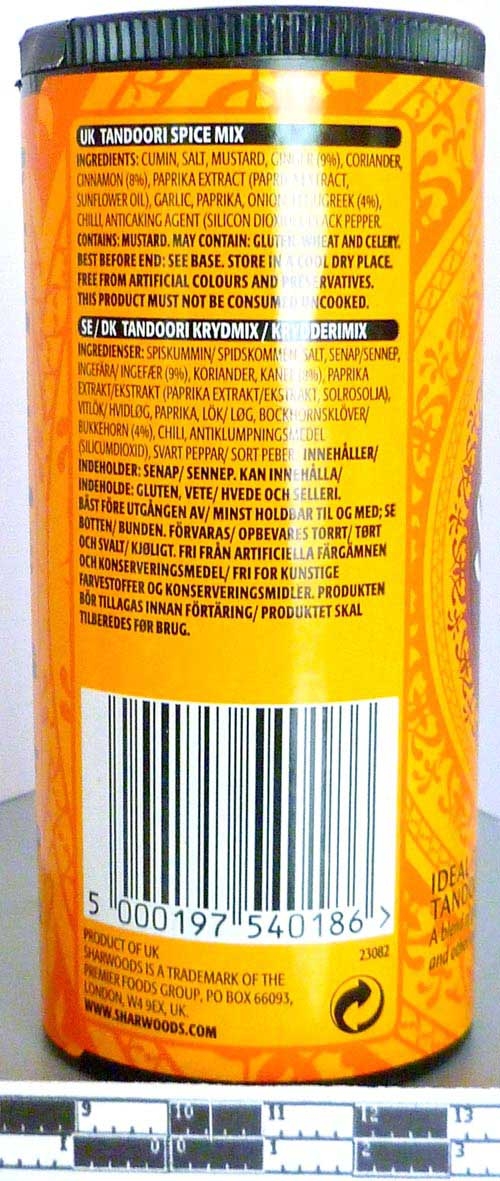 UK TANDOORI SPICE MIX
INGREDIENTS: CUMIN, SALT, MUSTARD, GINGER (9%), CORIANDER,
CINNAMON (8%), PAPRIKA EXTRACT (PAPRIKA EXTRACT,
SUNFLOWER OIL), GARLIC, PAPRIKA, ONION, FENUGREEK (4%),
CHILLI, ANTICAKING AGENT (SILICON DIOXIDE), BLACK PEPPER.
CONTAINS: MUSTARD. MAY CONTAIN: GLUTEN, WHEAT AND CELERY.
BEST BEFORE END: SEE BASE. STORE IN A COOL DRY PLACE.
FREE FROM ARTIFICIAL COLOURS AND PRESERVATIVES.
THIS PRODUCT MUST NOT BE CONSUMED UNCOOKED.
SE/DK TANDOORI KRYDMIX / KRYDDERIMIX
INGREDIENSER: SPISKUMMIN/ SPIDSKOMMEN, SALT, SENAP/SENNEP,
INGEFÄRA/ INGEFÆR (9%), KORIANDER, KANEL (8%), PAPRIKA
EXTRAKT/EKSTRAKT (PAPRIKA EXTRAKT/EKSTRAKT, SOLROSOLJA),
VITLÖK/ HVIDLØG, PAPRIKA, LÖK/ LØG, BOCKHORNSKLÖVER/
BUKKEHORN (4%), CHILI, ANTIKLUMPNINGSMEDEL
(SILICUMDIOXID), SVART PEPPAR/ SORT PEBER. INNEHÅLLER/
INDEHOLDER: SENAP/ SENNEP. KAN INNEHÅLLA/
INDEHOLDE: GLUTEN, VETE/ HVEDE OCH SELLERI.
BÄST FÖRE UTGÅNGEN AV/ MINST HOLDBAR TIL OG MED; SE
BOTTEN/ BUNDEN. FÖRVARAS/ OPBEVARES TORRT/ TØRT
OCH SVALT/ KJØLIGT. FRI FRÅN ARTIFICIELLA FÄRGÄMNEN
OCH KONSERVERINGSMEDEL/ FRI FOR KUNSTIGE
FARVESTOFFER OG KONSERVERINGSMIDLER. PRODUKTEN
BÖR TILLAGAS INNAN FÖRTÄRING/ PRODUKTET SKAL
TILBEREDES FØR BRUG.
5 000197 540186 >
PRODUCT OF UK
SHARWOODS IS A TRADEMARK OF THE
PREMIER FOODS GROUP, PO BOX 66093,
LONDON, W4 9EX, UK.
WWW.SHARWOODS.COM
23082
IDEAL
TANDO
A blend
and other
9 10 11 12 13
1 0 0 1 2 3